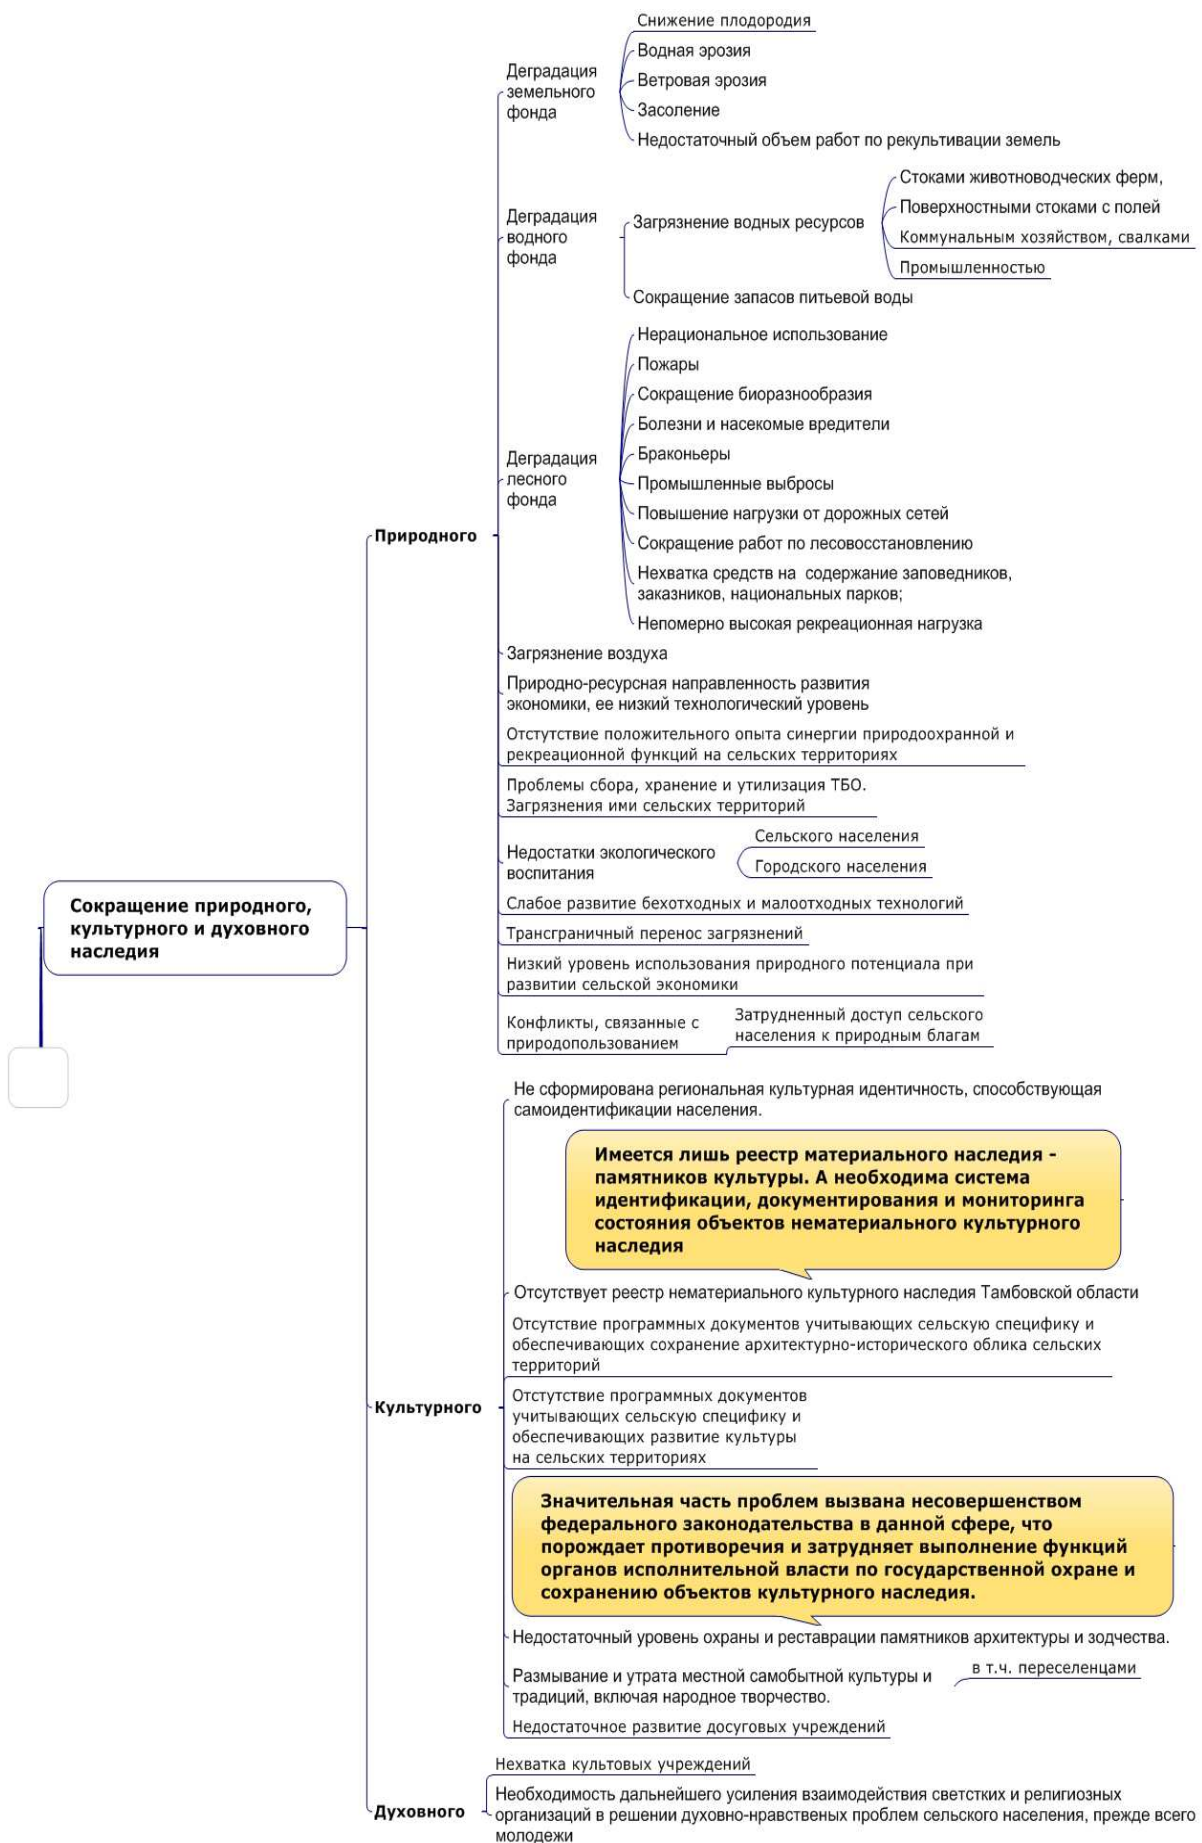 Снижение плодородия
Водная эрозия
Деградация
земельного
фонда
Ветровая эрозия
Засоление
Недостаточный объем работ по рекультивации земель
Деградация
водного
фонда
Загрязнение водных ресурсов
Стоками животноводческих ферм,
Поверхностными стоками с полей
Коммунальным хозяйством, свалками
Промышленностью
Сокращение запасов питьевой воды
Деградация
лесного
фонда
Нерациональное использование
Пожары
Сокращение биоразнообразия
Болезни и насекомые вредители
Браконьеры
Промышленные выбросы
Повышение нагрузки от дорожных сетей
Сокращение работ по лесовосстановлению
Нехватка средств на содержание заповедников,
заказников, национальных парков;
Непомерно высокая рекреационная нагрузка
Природного
Загрязнение воздуха
Природно-ресурсная направленность развития
экономики, ее низкий технологический уровень
Отстутствие положительного опыта синергии природоохранной и
рекреационной функций на сельских территориях
Проблемы сбора, хранение и утилизация ТБО.
Загрязнения ими сельских территорий
Недостатки экологического
воспитания
Сельского населения
Городского населения
Слабое развитие бехотходных и малоотходных технологий
Трансграничный перенос загрязнений
Низкий уровень использования природного потенциала при
развитии сельской экономики
Конфликты, связанные с
природопользованием
Затрудненный доступ сельского
населения к природным благам
Сокращение природного,
культурного и духовного
наследия
Не сформирована региональная культурная идентичность, способствующая
самоидентификации населения.
Имеется лишь реестр материального наследия -
памятников культуры. А необходима система
идентификации, документирования и мониторинга
состояния объектов нематериального культурного
наследия
Отсутствует реестр нематериального культурного наследия Тамбовской области
Отсутствие программных документов учитывающих сельскую специфику и
обеспечивающих сохранение архитектурно-исторического облика сельских
территорий
Культурного
Отстутствие программных документов
учитывающих сельскую специфику и
обеспечивающих развитие культуры
на сельских территориях
Значительная часть проблем вызвана несовершенством
федерального законодательства в данной сфере, что
порождает противоречия и затрудняет выполнение функций
органов исполнительной власти по государственной охране и
сохранению объектов культурного наследия.
Недостаточный уровень охраны и реставрации памятников архитектуры и зодчества.
Размывание и утрата местной самобытной культуры и
традиций, включая народное творчество.
в т.ч. переселенцами
Недостаточное развитие досуговых учреждений
Духовного
Нехватка культовых учреждений
Необходимость дальнейшего усиления взаимодействия светстких и религиозных
организаций в решении духовно-нравственых проблем сельского населения, прежде всего
молодежи